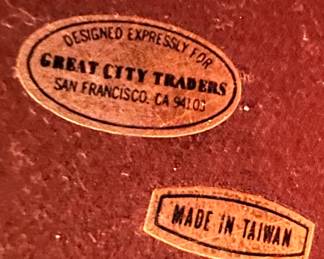 DESIGNED EXPRESSLY FOR
GREAT CITY TRADERS
SAN FRANCISCO, CA 94103
MADE IN TAIWAN